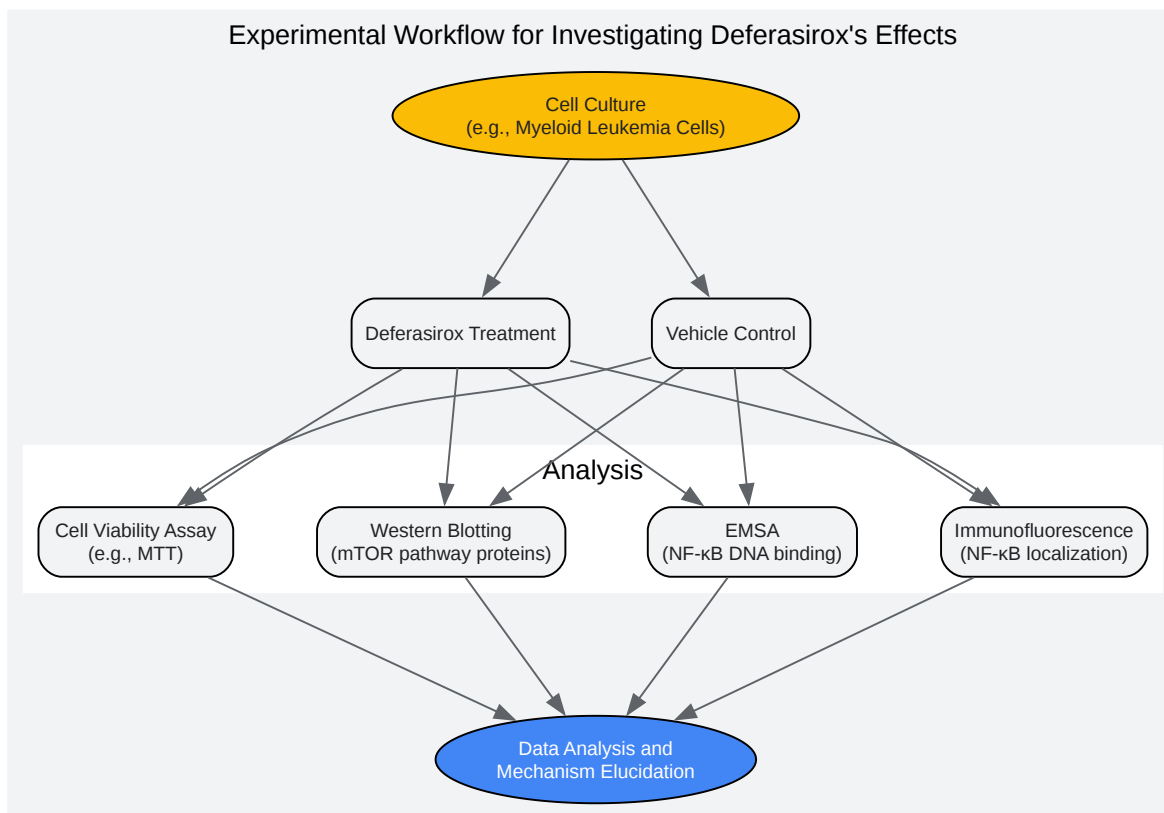 Experimental Workflow for Investigating Deferasirox's Effects
Cell Culture
(e.g., Myeloid Leukemia Cells)
Deferasirox Treatment
Vehicle Control
Analysis
Cell Viability Assay
(e.g., MTT)
Western Blotting
(mTOR pathway proteins)
EMSA
(NF-κB DNA binding)
Immunofluorescence
(NF-κB localization)
Data Analysis and
Mechanism Elucidation